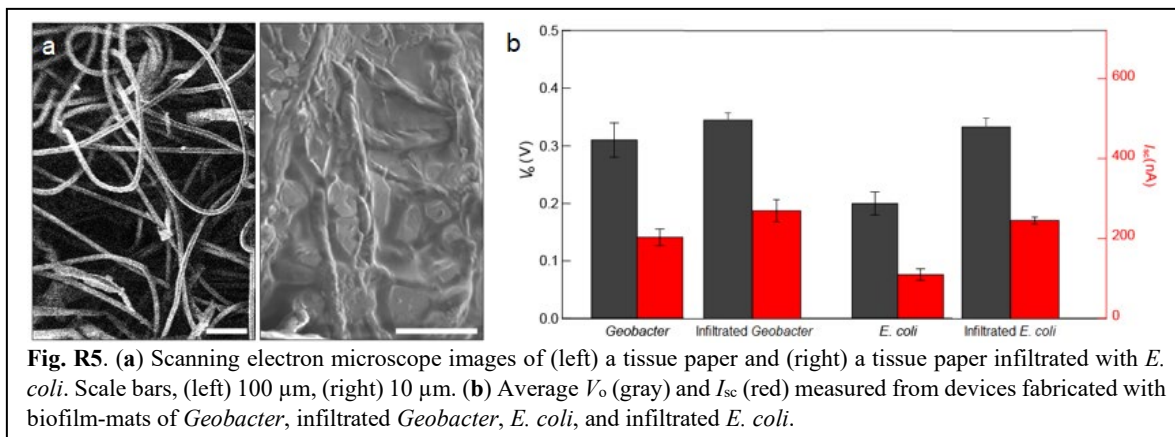 a
b
0.5
0.4
0.3
0.2
0.1
0.0
Vo (V)
600
400
200
0
Isc (nA)
Geobacter
Infiltrated Geobacter
E. coli
Infiltrated E. coli
Fig. R5. (a) Scanning electron microscope images of (left) a tissue paper and (right) a tissue paper infiltrated with E.
coli. Scale bars, (left) 100 µm, (right) 10 µm. (b) Average Vo (gray) and Isc (red) measured from devices fabricated with
biofilm-mats of Geobacter, infiltrated Geobacter, E. coli, and infiltrated E. coli.